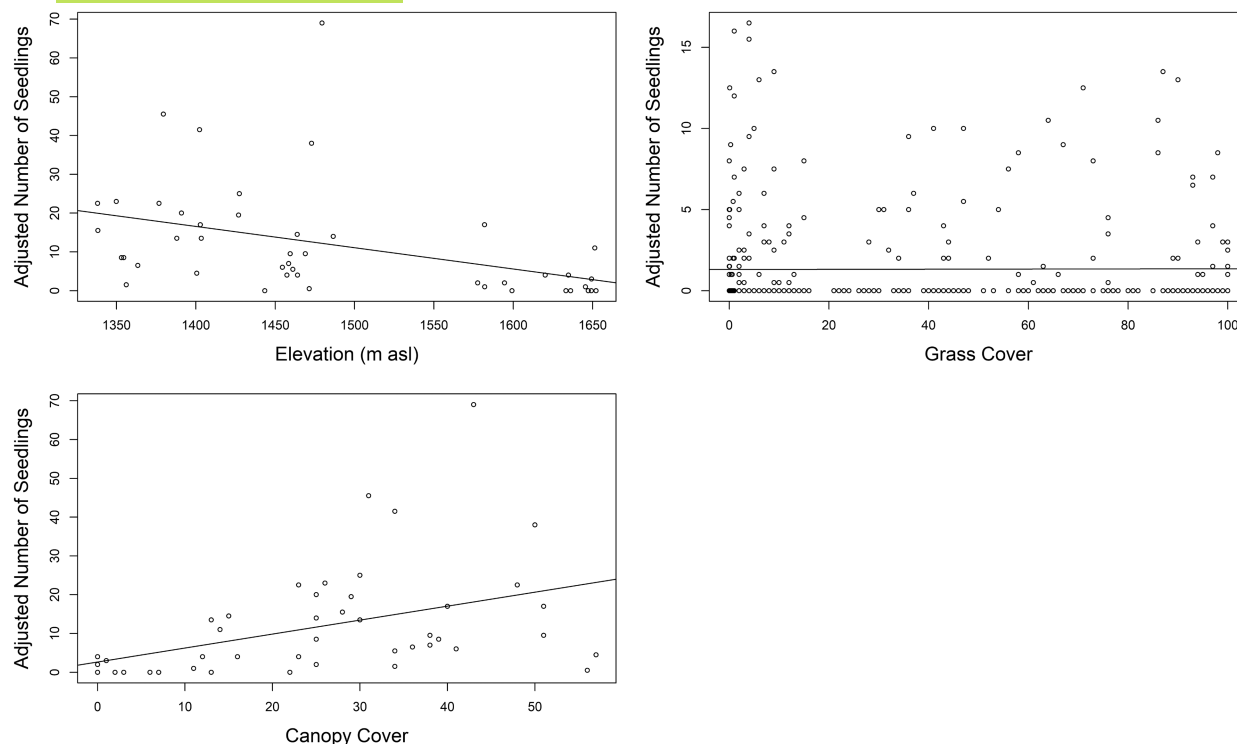 Adjusted Number of Seedlings
70
60
50
40
30
20
10
0
1350 1400 1450 1500 1550 1600 1650
Elevation (m asl)
Adjusted Number of Seedlings
15
10
5
0
0 20 40 60 80 100
Grass Cover
Adjusted Number of Seedlings
70
60
50
40
30
20
10
0
0 10 20 30 40 50
Canopy Cover